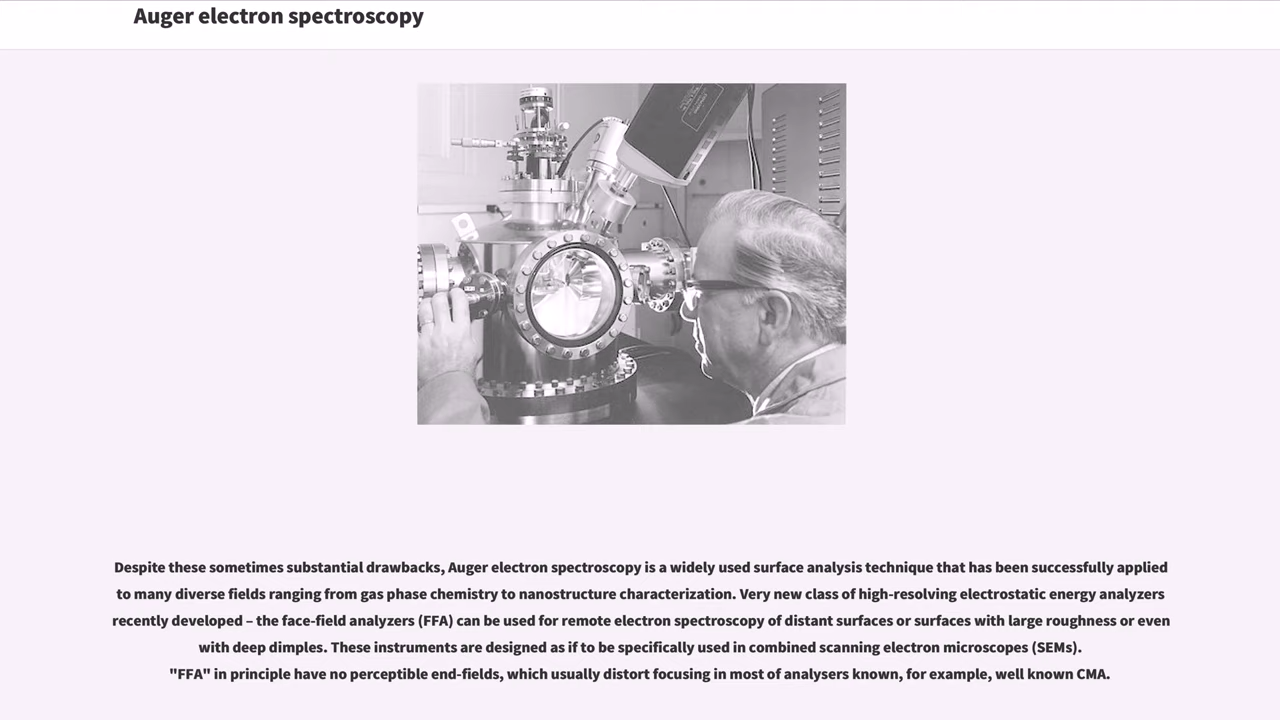 Auger electron spectroscopy
Despite these sometimes substantial drawbacks, Auger electron spectroscopy is a widely used surface analysis technique that has been successfully applied
to many diverse fields ranging from gas phase chemistry to nanostructure characterization. Very new class of high-resolving electrostatic energy analyzers
recently developed – the face-field analyzers (FFA) can be used for remote electron spectroscopy of distant surfaces or surfaces with large roughness or even
with deep dimples. These instruments are designed as if to be specifically used in combined scanning electron microscopes (SEMs).
"FFA" in principle have no perceptible end-fields, which usually distort focusing in most of analysers known, for example, well known CMA.